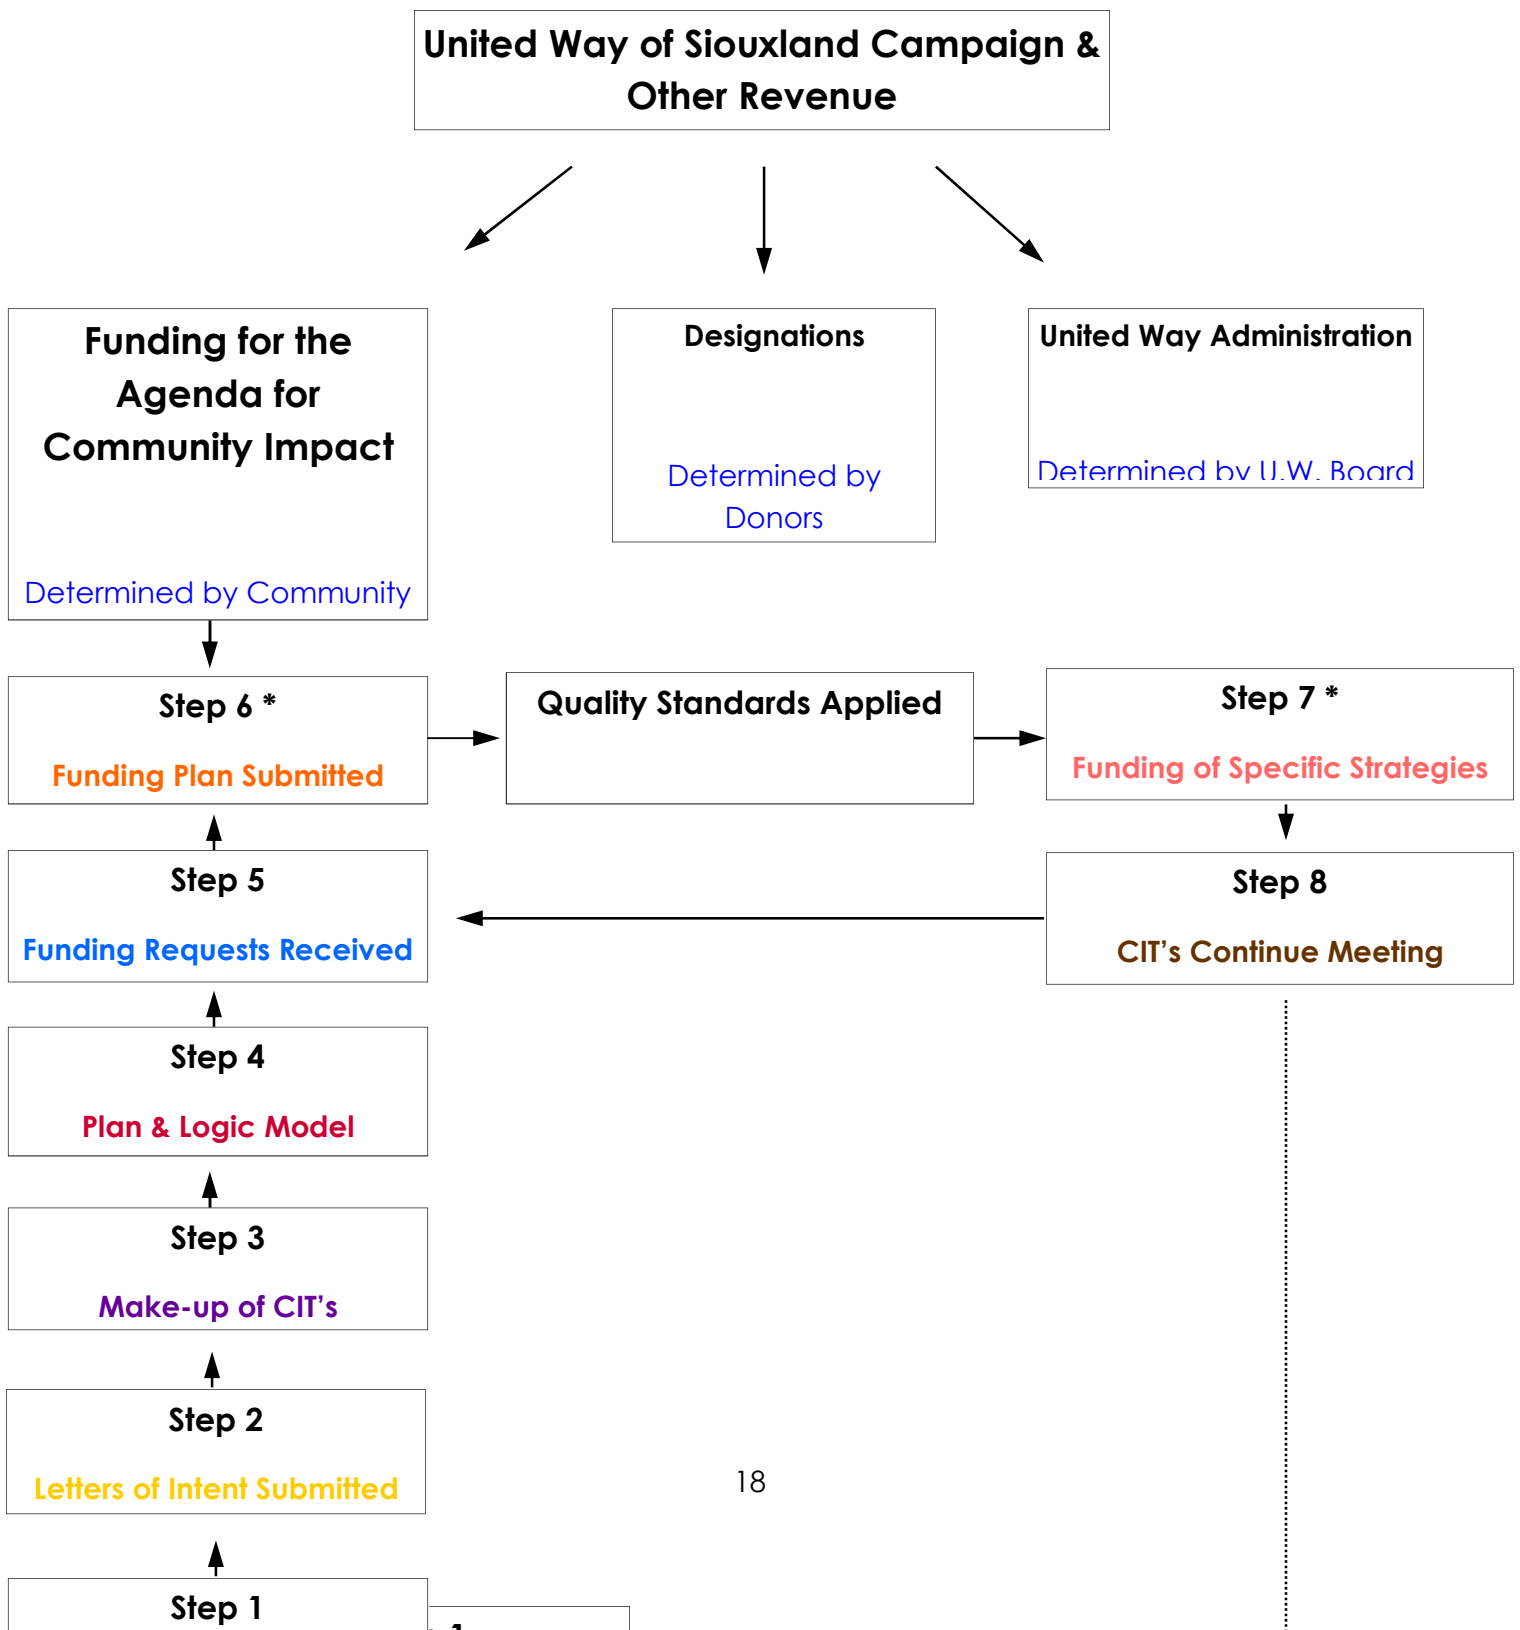 United Way of Siouxland Campaign &
Other Revenue
Funding for the
Agenda for
Community Impact
Determined by Community
Designations
Determined by
Donors
United Way Administration
Determined by U.W. Board
Step 6 *
Funding Plan Submitted
Quality Standards Applied
Step 7 *
Funding of Specific Strategies
Step 5
Funding Requests Received
Step 8
CIT’s Continue Meeting
Step 4
Plan & Logic Model
Step 3
Make-up of CIT’s
Step 2
Letters of Intent Submitted
18
Step 1